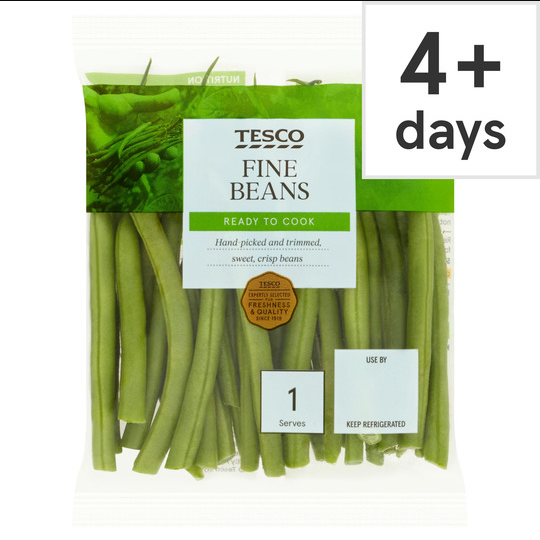 4+
days
TESCO
FINE
BEANS
READY TO COOK
Hand-picked and trimmed,
sweet, crisp beans
TESCO
EXPERTLY SELECTED
FOR
FRESHNESS
& QUALITY
SINCE 1919
USE BY
1
Serves
KEEP REFRIGERATED
NUTRITION